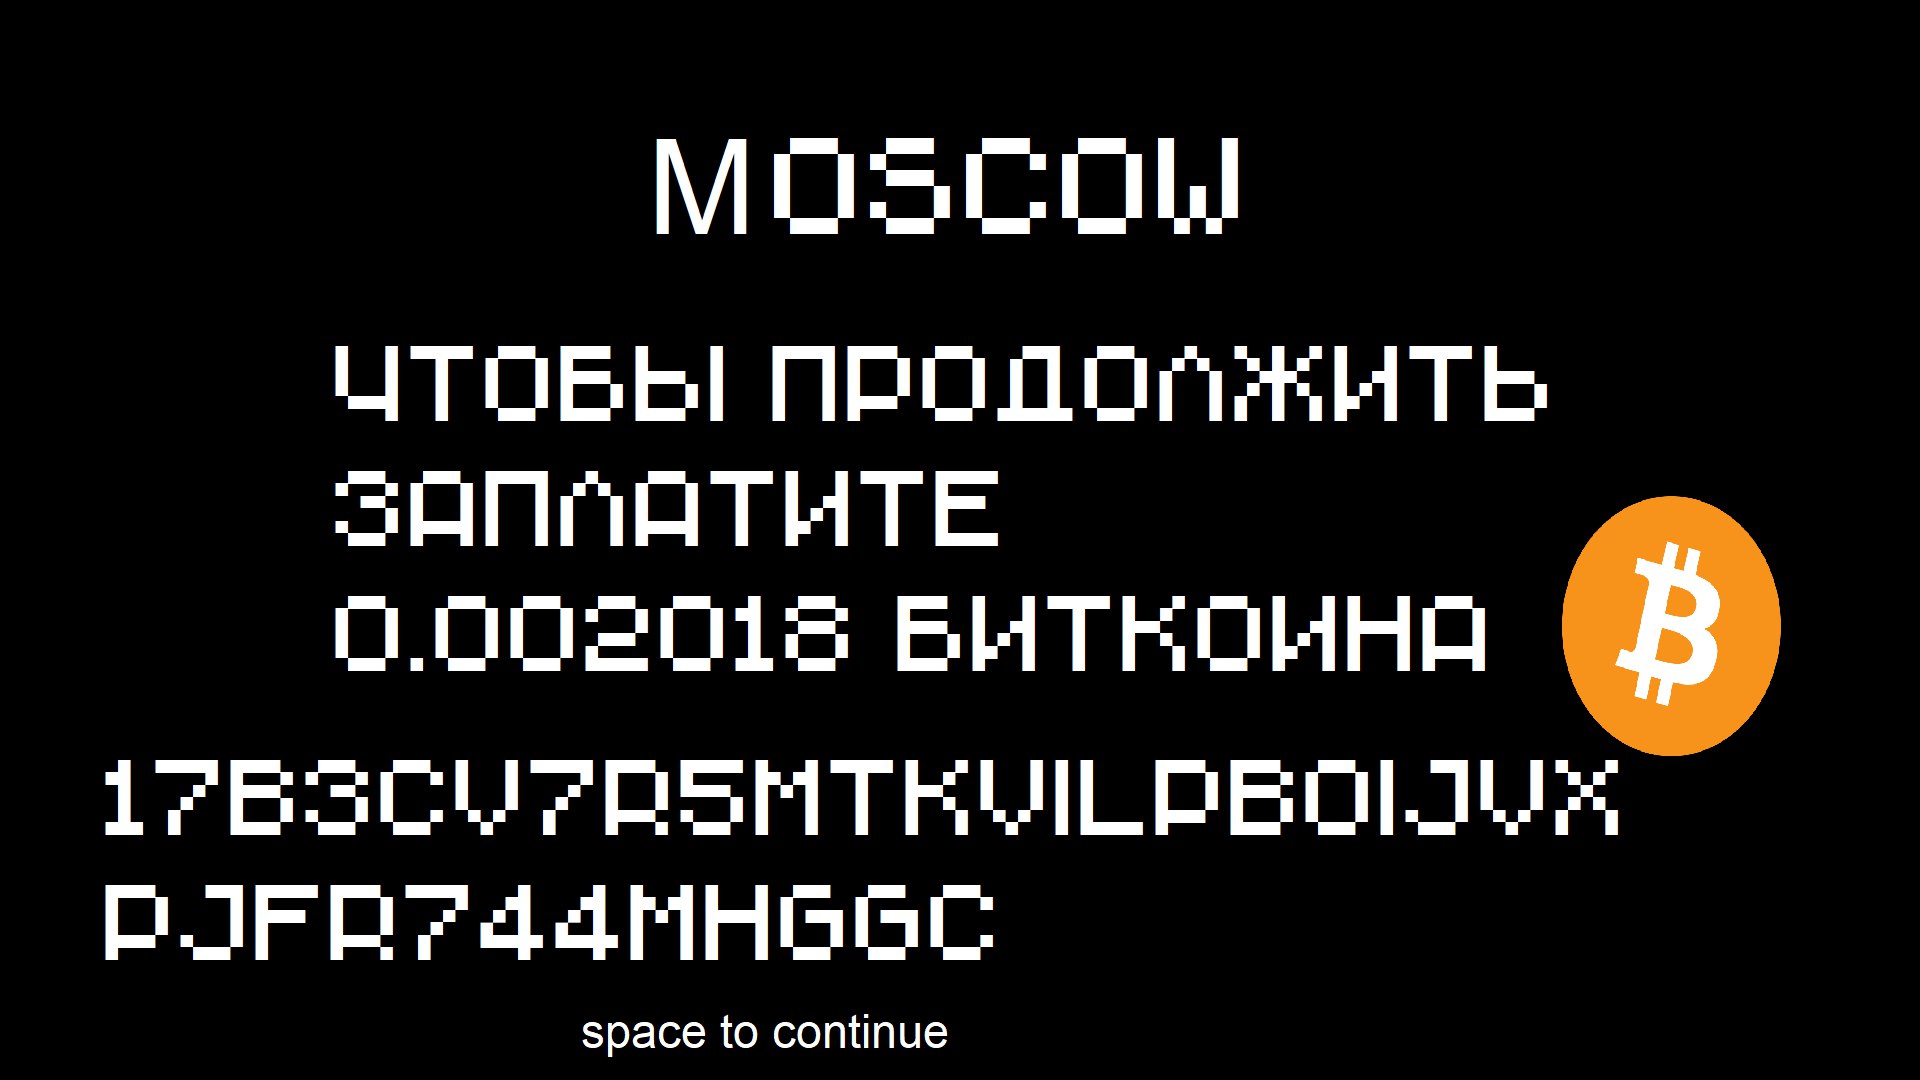 MOSCOW
ЧТОБЫ ПРОДОЛЖИТЬ
ЗАПЛАТИТЕ
0.002018 БИТКОИНА
17B3CV7R5MTKVILPBOIJVX
PJFR744MHGGC
space to continue